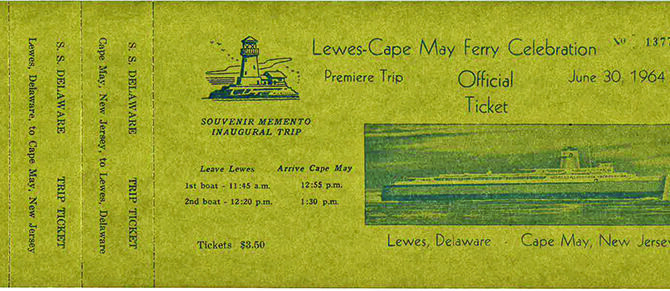 S. S. DELAWARE TRIP TICKET
Lewes, Delaware, to Cape May, New Jersey
S. S. DELAWARE TRIP TICKET
Cape May, New Jersey, to Lewes, Delaware
Lewes-Cape May Ferry Celebration
No 1377
Premiere Trip
Official
Ticket
June 30, 1964
SOUVENIR MEMENTO
INAUGURAL TRIP
Leave Lewes Arrive Cape May
1st boat - 11:45 a.m. 12:55 p.m.
2nd boat - 12:20 p.m. 1:30 p.m.
Tickets $3.50
Lewes, Delaware - Cape May, New Jersey